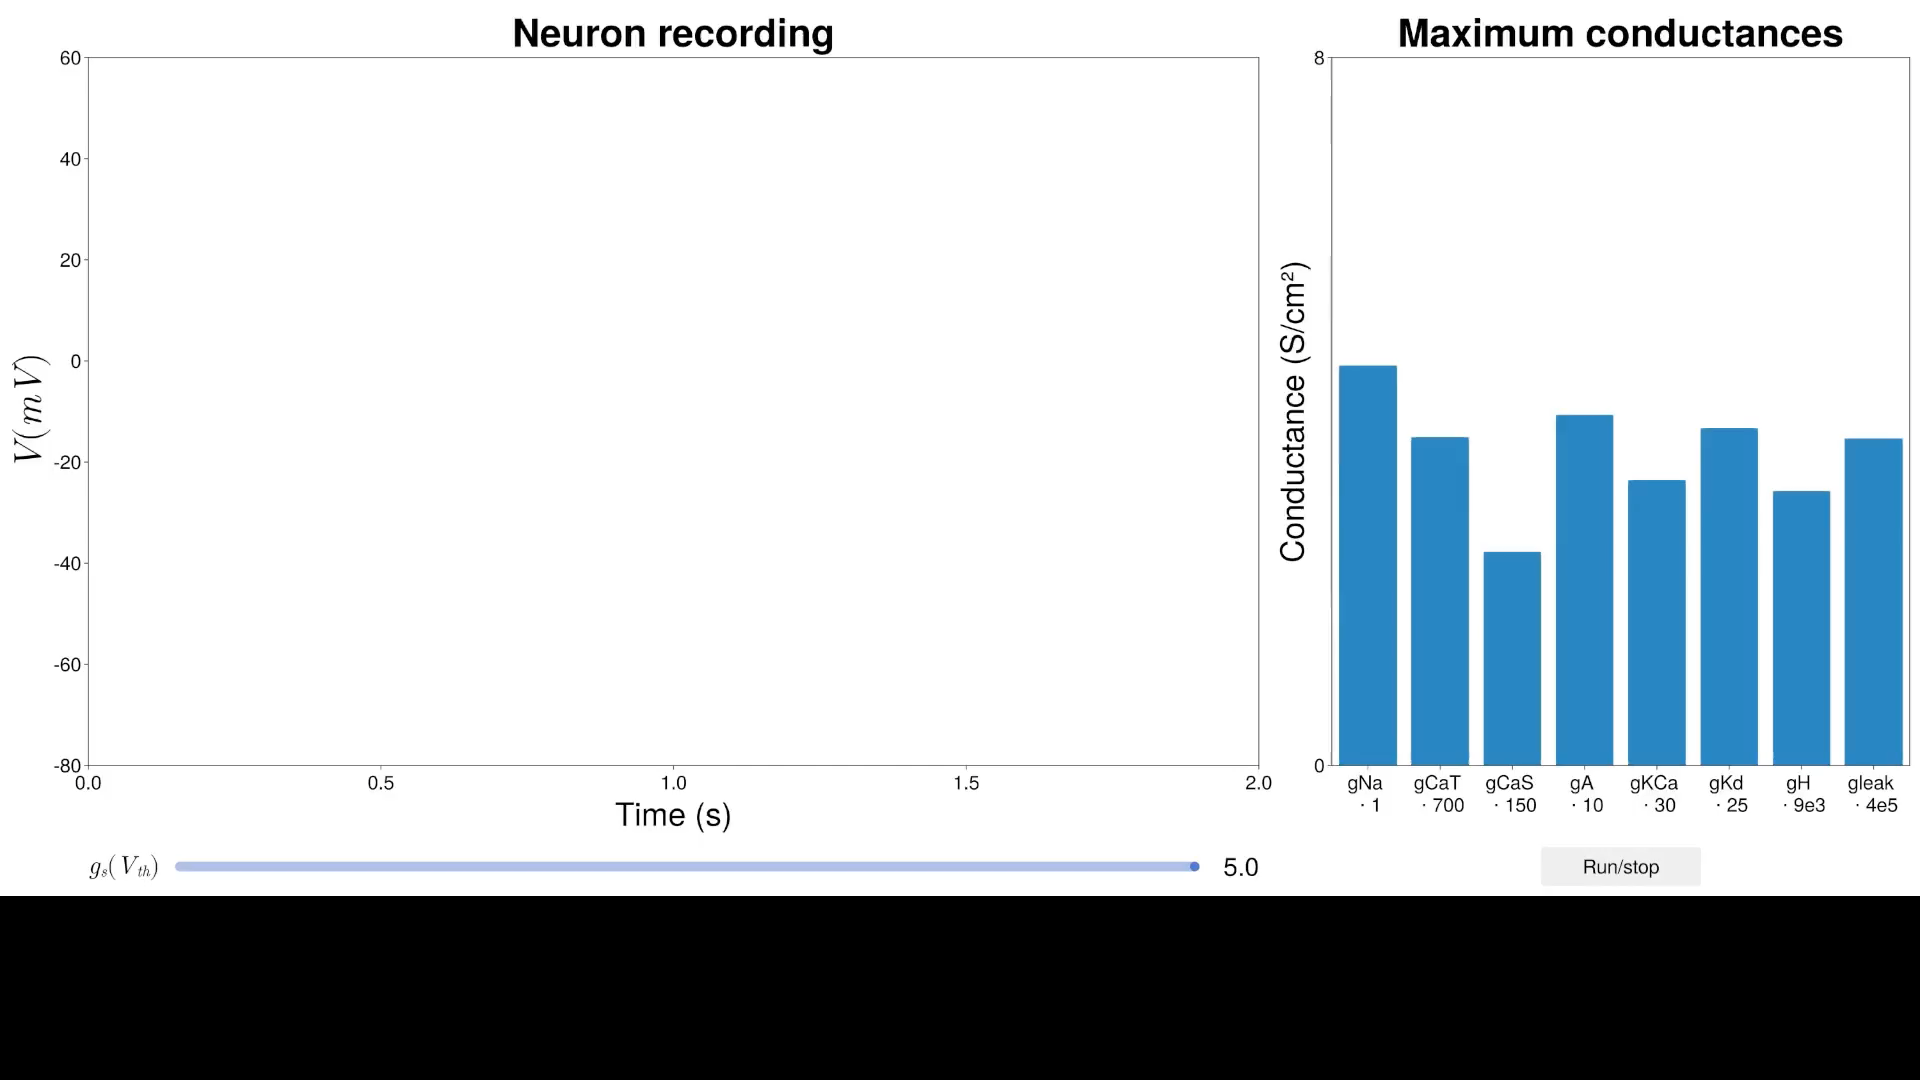 Neuron recording
60
40
20
0
-20
-40
-60
-80
V(mV)
0.0 0.5 1.0 1.5 2.0
Time (s)
gs(Vth) 5.0
Maximum conductances
8
0
Conductance (S/cm²)
gNa gCaT gCaS gA gKCa gKd gH gleak
· 1 · 700 · 150 · 10 · 30 · 25 · 9e3 · 4e5
Run/stop